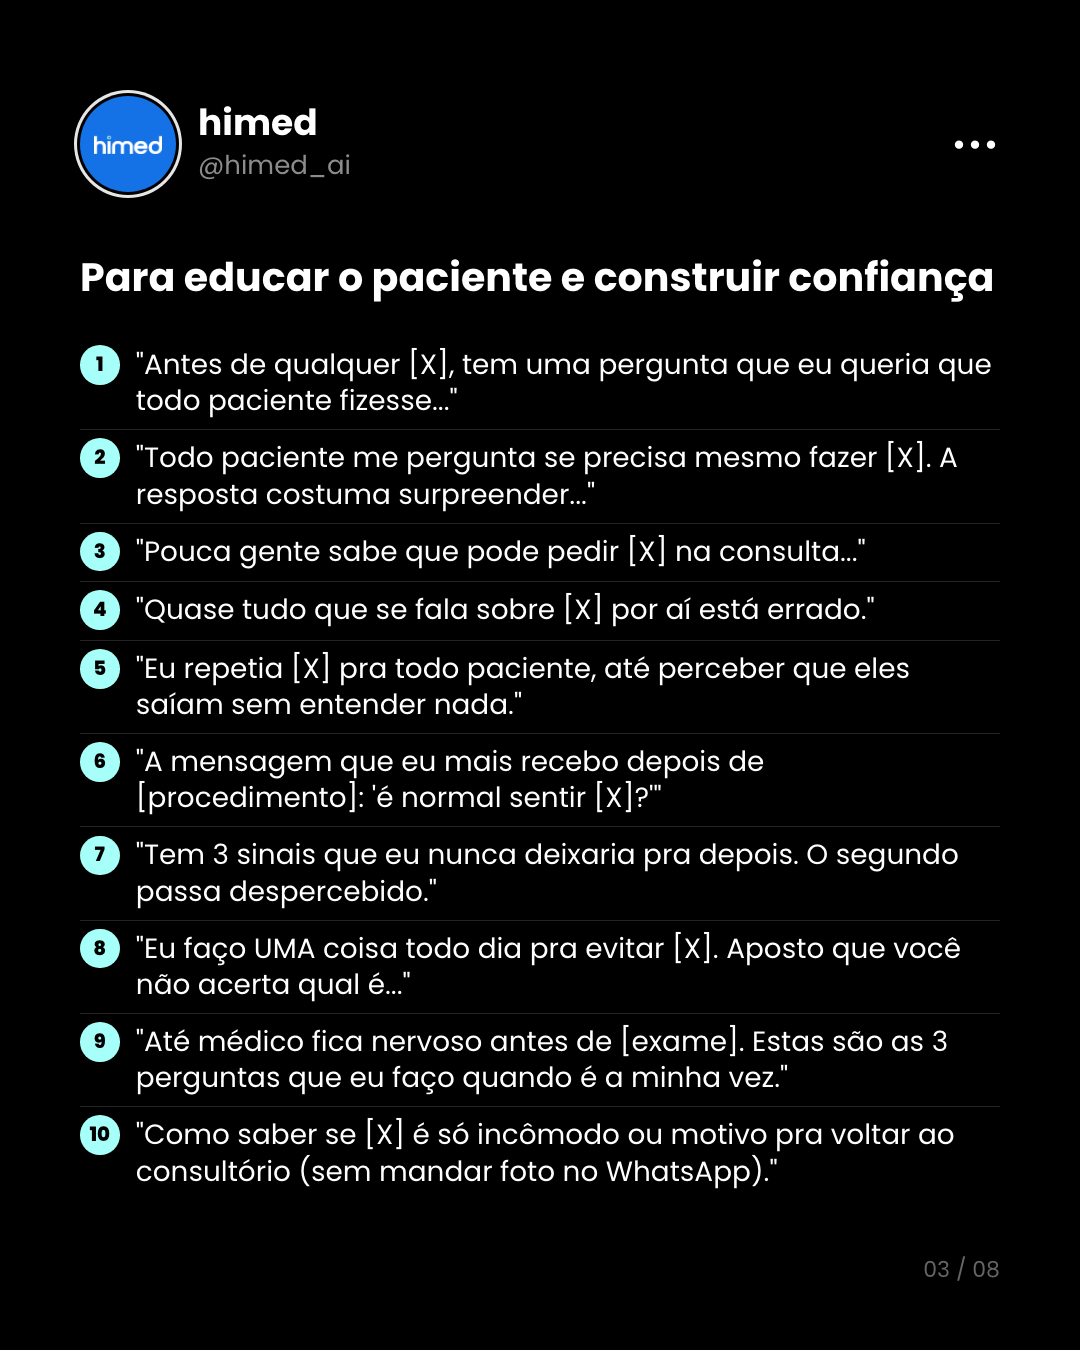 himed
himed
@himed_ai
Para educar o paciente e construir confiança
1 "Antes de qualquer [X], tem uma pergunta que eu queria que
todo paciente fizesse..."
2 "Todo paciente me pergunta se precisa mesmo fazer [X]. A
resposta costuma surpreender..."
3 "Pouca gente sabe que pode pedir [X] na consulta..."
4 "Quase tudo que se fala sobre [X] por aí está errado."
5 "Eu repetia [X] pra todo paciente, até perceber que eles
saíam sem entender nada."
6 "A mensagem que eu mais recebo depois de
[procedimento]: 'é normal sentir [X]?'"
7 "Tem 3 sinais que eu nunca deixaria pra depois. O segundo
passa despercebido."
8 "Eu faço UMA coisa todo dia pra evitar [X]. Aposto que você
não acerta qual é..."
9 "Até médico fica nervoso antes de [exame]. Estas são as 3
perguntas que eu faço quando é a minha vez."
10 "Como saber se [X] é só incômodo ou motivo pra voltar ao
consultório (sem mandar foto no WhatsApp)."
03 / 08